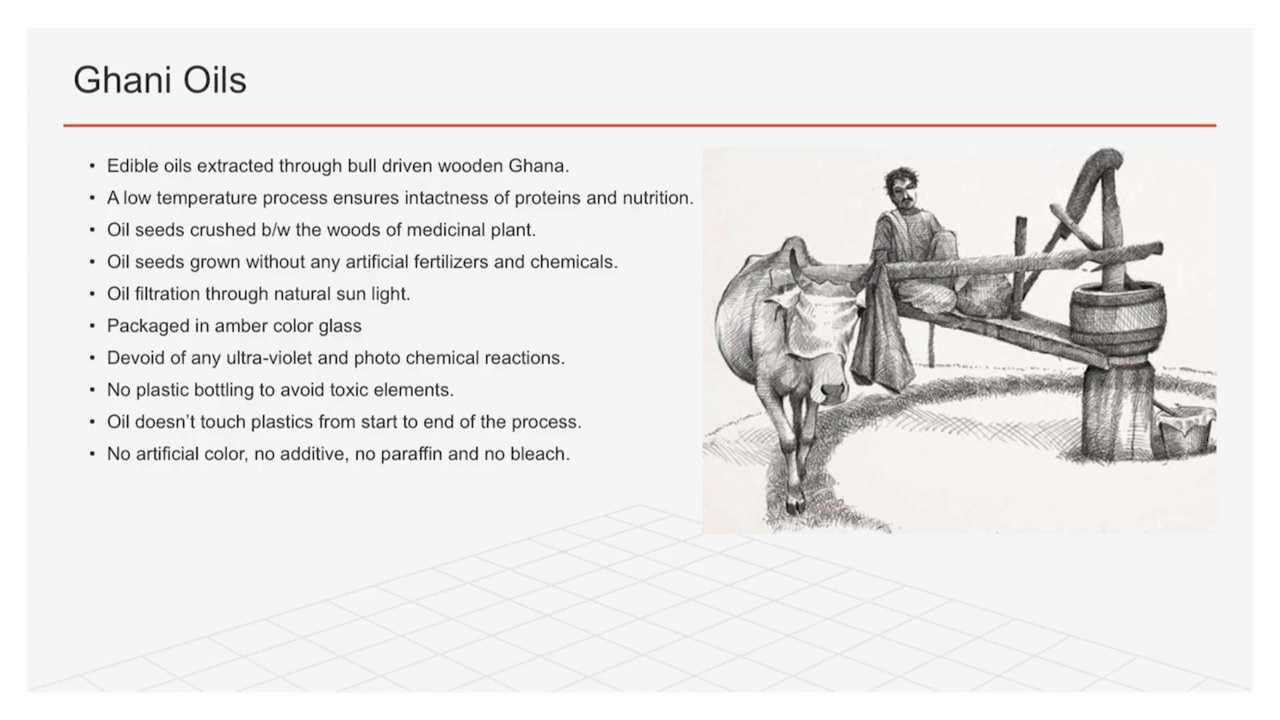 Ghani Oils
• Edible oils extracted through bull driven wooden Ghana.
• A low temperature process ensures intactness of proteins and nutrition.
• Oil seeds crushed b/w the woods of medicinal plant.
• Oil seeds grown without any artificial fertilizers and chemicals.
• Oil filtration through natural sun light.
• Packaged in amber color glass
• Devoid of any ultra-violet and photo chemical reactions.
• No plastic bottling to avoid toxic elements.
• Oil doesn’t touch plastics from start to end of the process.
• No artificial color, no additive, no paraffin and no bleach.